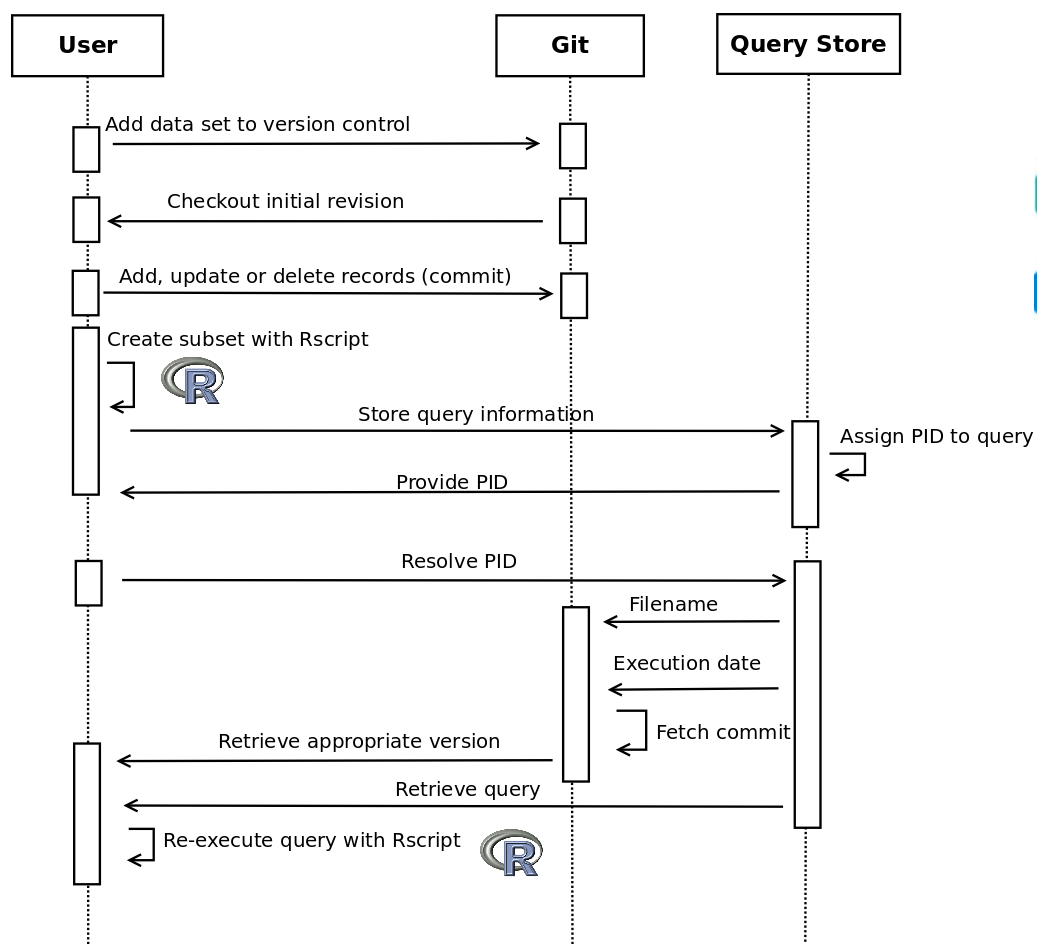 User
Git
Query Store
Add data set to version control
Checkout initial revision
Add, update or delete records (commit)
Create subset with Rscript
R
Store query information
Assign PID to query
Provide PID
Resolve PID
Filename
Execution date
Fetch commit
Retrieve appropriate version
Retrieve query
Re-execute query with Rscript
R